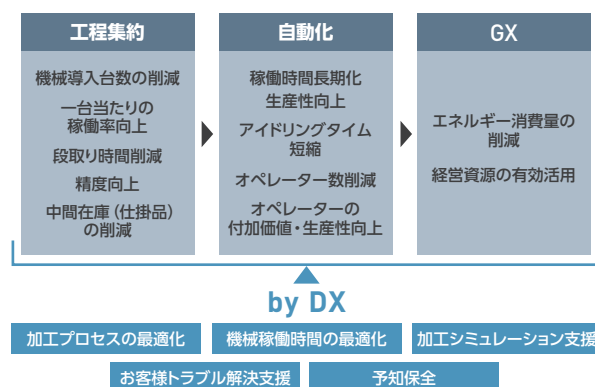 工程集約
機械導入台数の削減
一台当たりの
稼働率向上
段取り時間削減
精度向上
中間在庫（仕掛品）
の削減
自動化
稼働時間長期化
生産性向上
アイドリングタイム
短縮
オペレーター数削減
オペレーターの
付加価値・生産性向上
GX
エネルギー消費量の
削減
経営資源の有効活用
by DX
加工プロセスの最適化
機械稼働時間の最適化
加工シミュレーション支援
お客様トラブル解決支援
予知保全